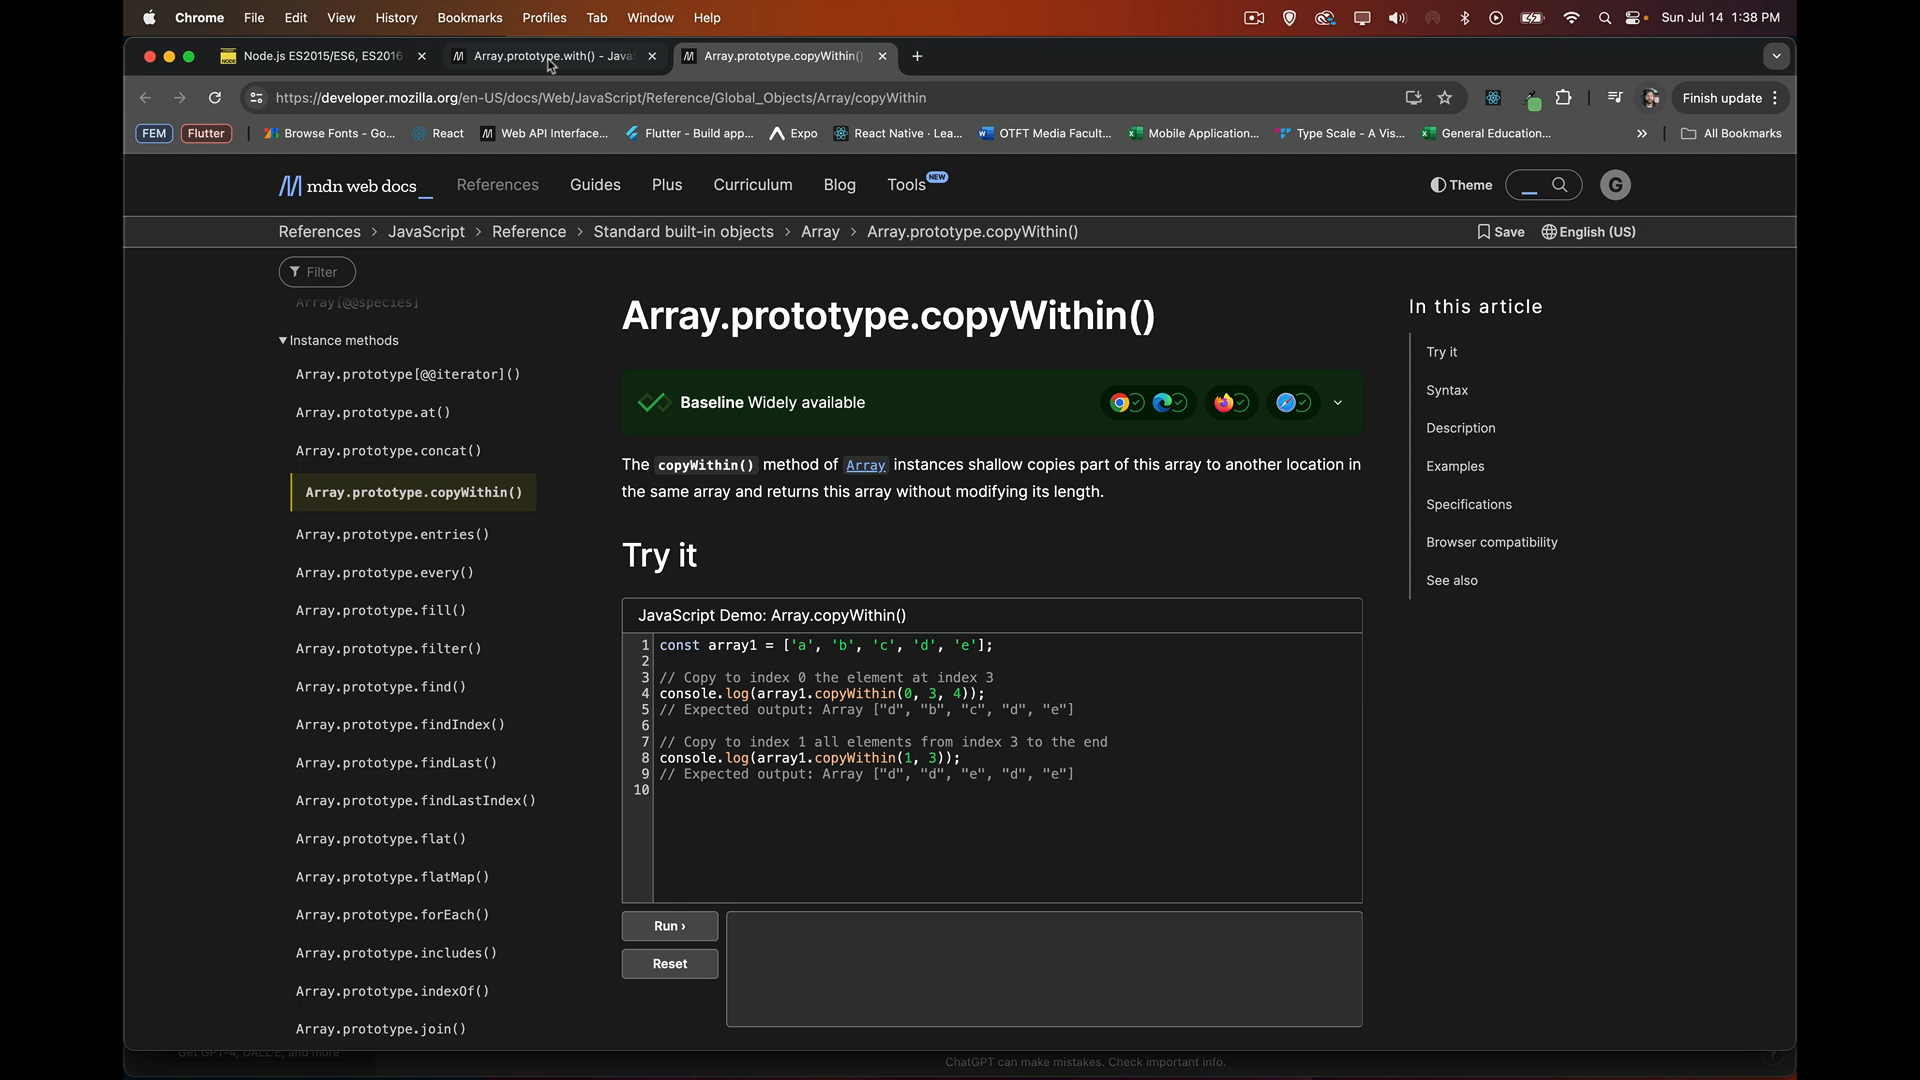 Chrome File Edit View History Bookmarks Profiles Tab Window Help Sun Jul 14 1:38 PM
Node.js ES2015/ES6, ES2016 Array.prototype.with() - Java Array.prototype.copyWithin()
https://developer.mozilla.org/en-US/docs/Web/JavaScript/Reference/Global_Objects/Array/copyWithin Finish update
FEM Flutter Browse Fonts - Go... React Web API Interface... Flutter - Build app... Expo React Native · Lea... OTFT Media Facult... Mobile Application... Type Scale - A Vis... General Education... » All Bookmarks
mdn web docs_ References Guides Plus Curriculum Blog Tools NEW Theme G
References > JavaScript > Reference > Standard built-in objects > Array > Array.prototype.copyWithin() Save English (US)
Filter
Array[@@species]
Instance methods
Array.prototype[@@iterator]()
Array.prototype.at()
Array.prototype.concat()
Array.prototype.copyWithin()
Array.prototype.entries()
Array.prototype.every()
Array.prototype.fill()
Array.prototype.filter()
Array.prototype.find()
Array.prototype.findIndex()
Array.prototype.findLast()
Array.prototype.findLastIndex()
Array.prototype.flat()
Array.prototype.flatMap()
Array.prototype.forEach()
Array.prototype.includes()
Array.prototype.indexOf()
Array.prototype.join()
Array.prototype.copyWithin()
Baseline Widely available
The copyWithin() method of Array instances shallow copies part of this array to another location in
the same array and returns this array without modifying its length.
Try it
JavaScript Demo: Array.copyWithin()
1 const array1 = ['a', 'b', 'c', 'd', 'e'];
2
3 // Copy to index 0 the element at index 3
4 console.log(array1.copyWithin(0, 3, 4));
5 // Expected output: Array ["d", "b", "c", "d", "e"]
6
7 // Copy to index 1 all elements from index 3 to the end
8 console.log(array1.copyWithin(1, 3));
9 // Expected output: Array ["d", "d", "e", "d", "e"]
10
Run ›
Reset
In this article
Try it
Syntax
Description
Examples
Specifications
Browser compatibility
See also
Get GPT-4, DALL·E, and more
ChatGPT can make mistakes. Check important info.
?